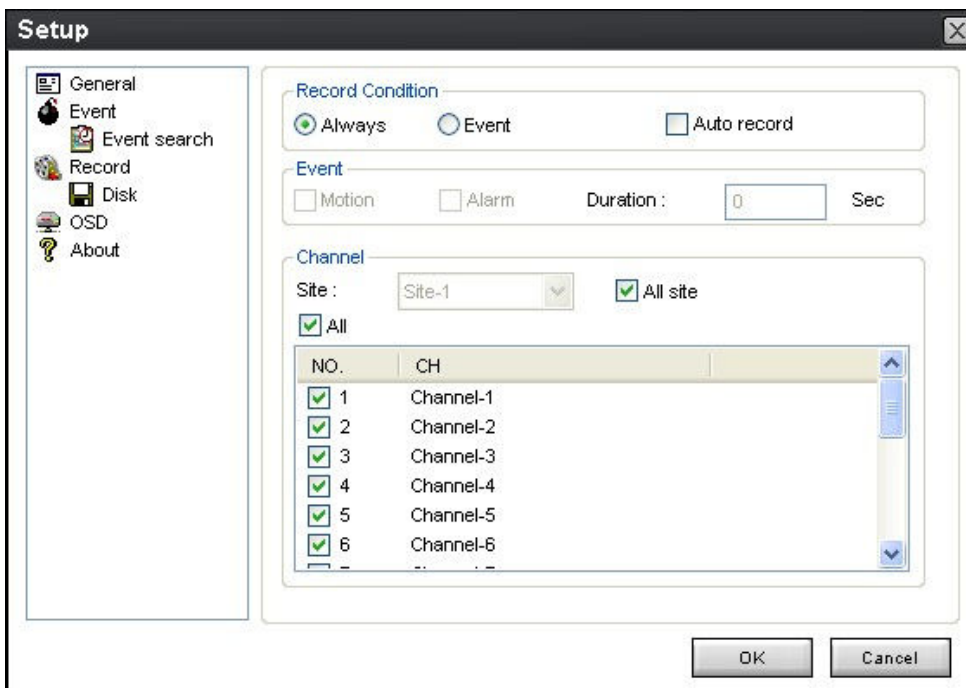 Setup
General
Event
Event search
Record
Disk
OSD
About
Record Condition
Always Event Auto record
Event
Motion Alarm Duration : 0 Sec
Channel
Site : Site-1 All site
All
NO. CH
1 Channel-1
2 Channel-2
3 Channel-3
4 Channel-4
5 Channel-5
6 Channel-6
OK Cancel